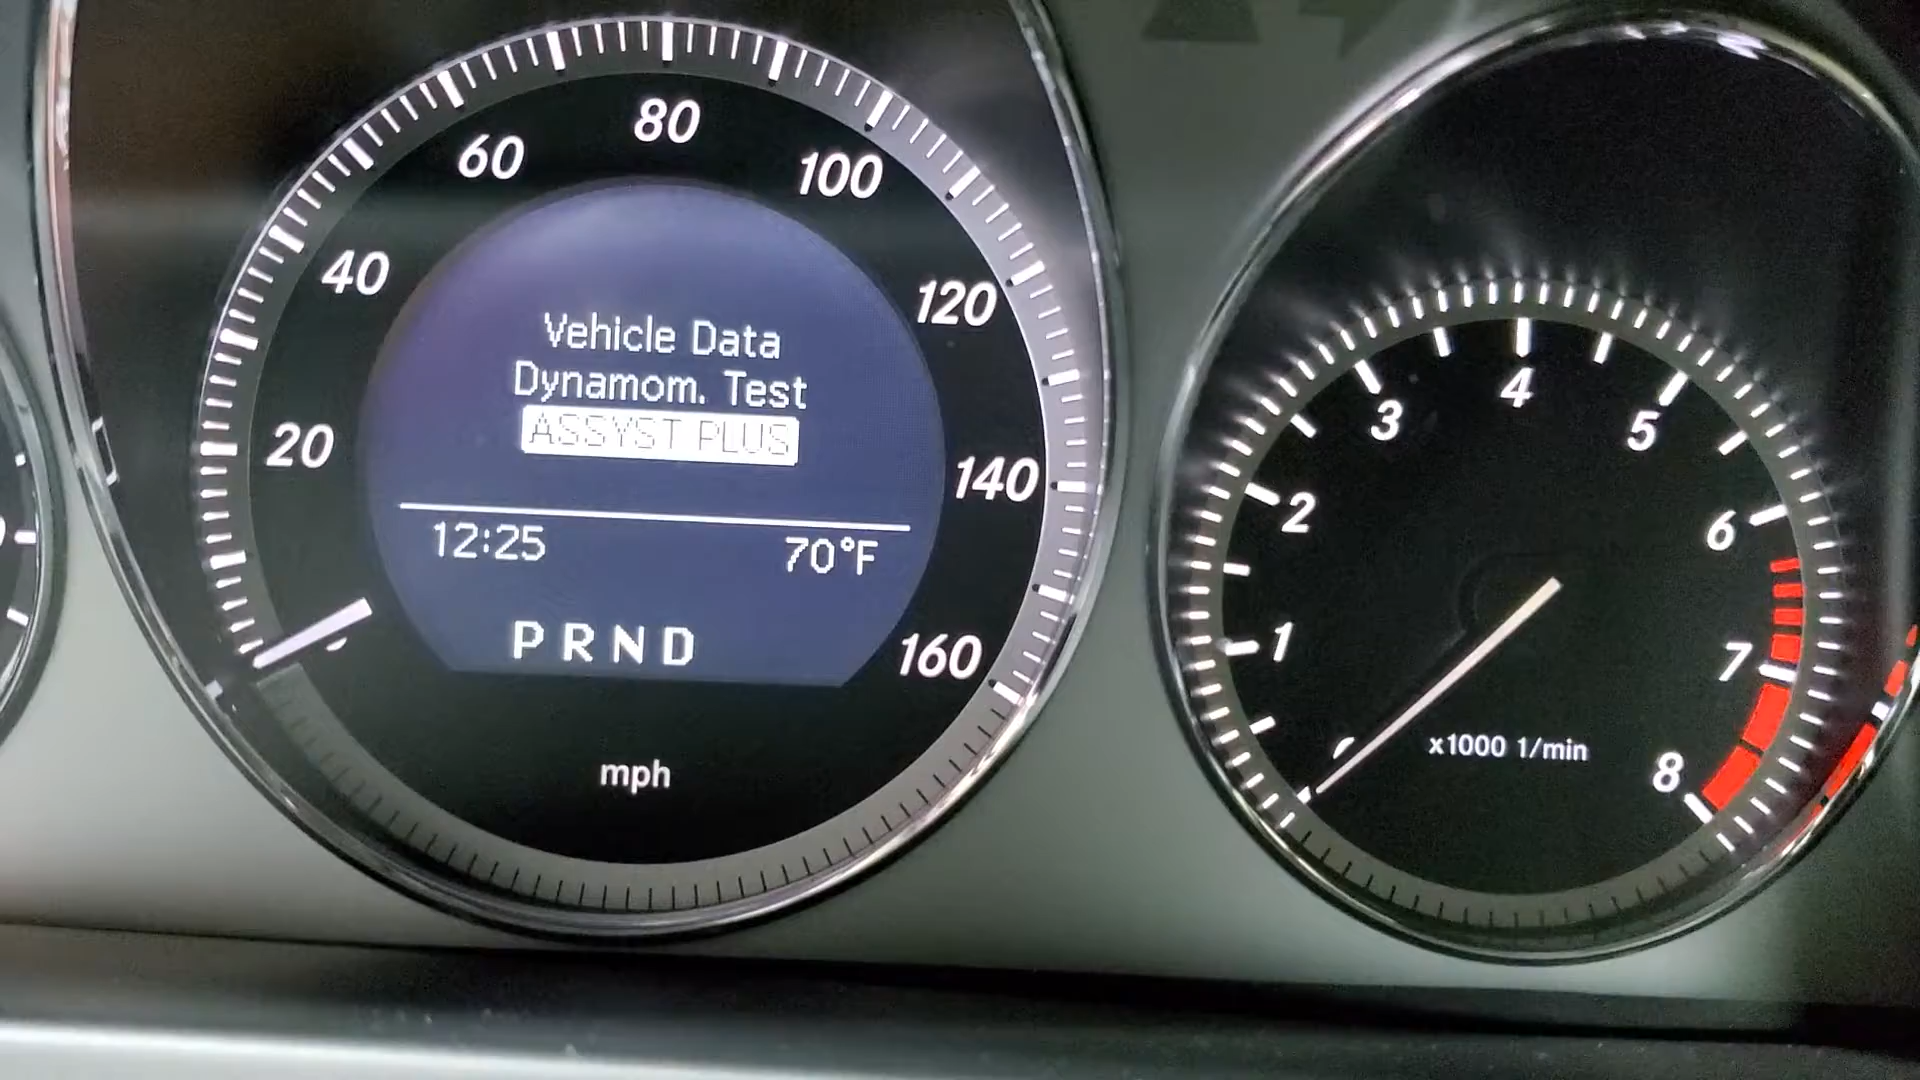 20
40
60
80
100
120
140
160
Vehicle Data
Dynamom. Test
ASSYST PLUS
12:25 70°F
P R N D
mph
1
2
3
4
5
6
7
8
x1000 1/min